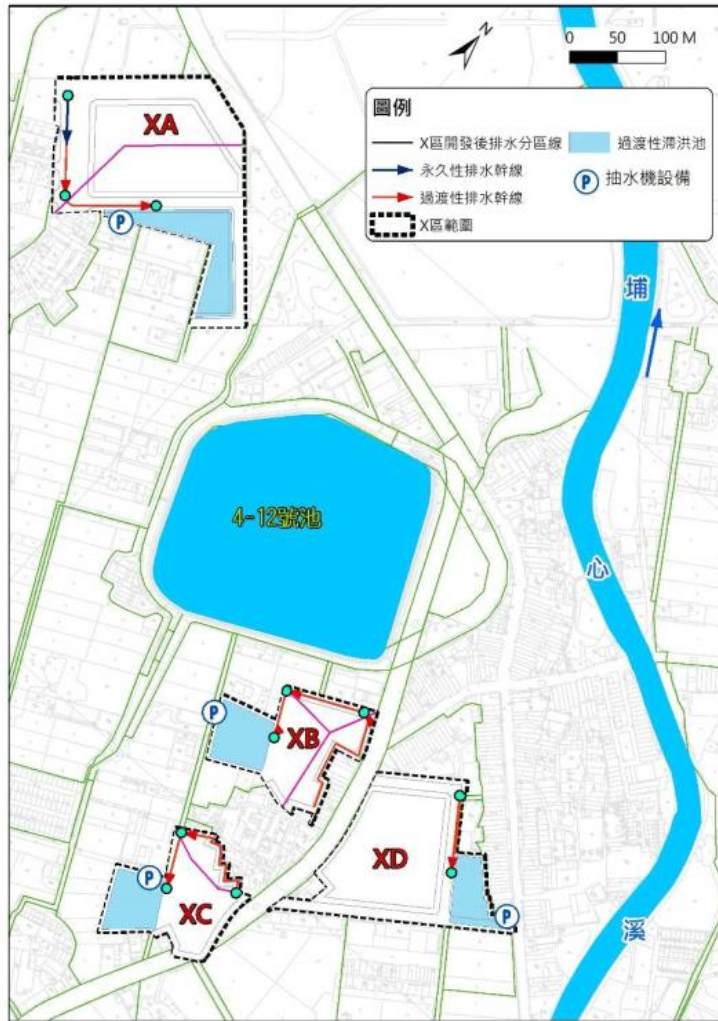 N
0 50 100 M
圖例
X區開發後排水分區線
過渡性滯洪池
永久性排水幹線
P 抽水機設備
過渡性排水幹線
X區範圍
XA
P
埔
4-12號池
心
P
XB
XD
P
XC
P
溪